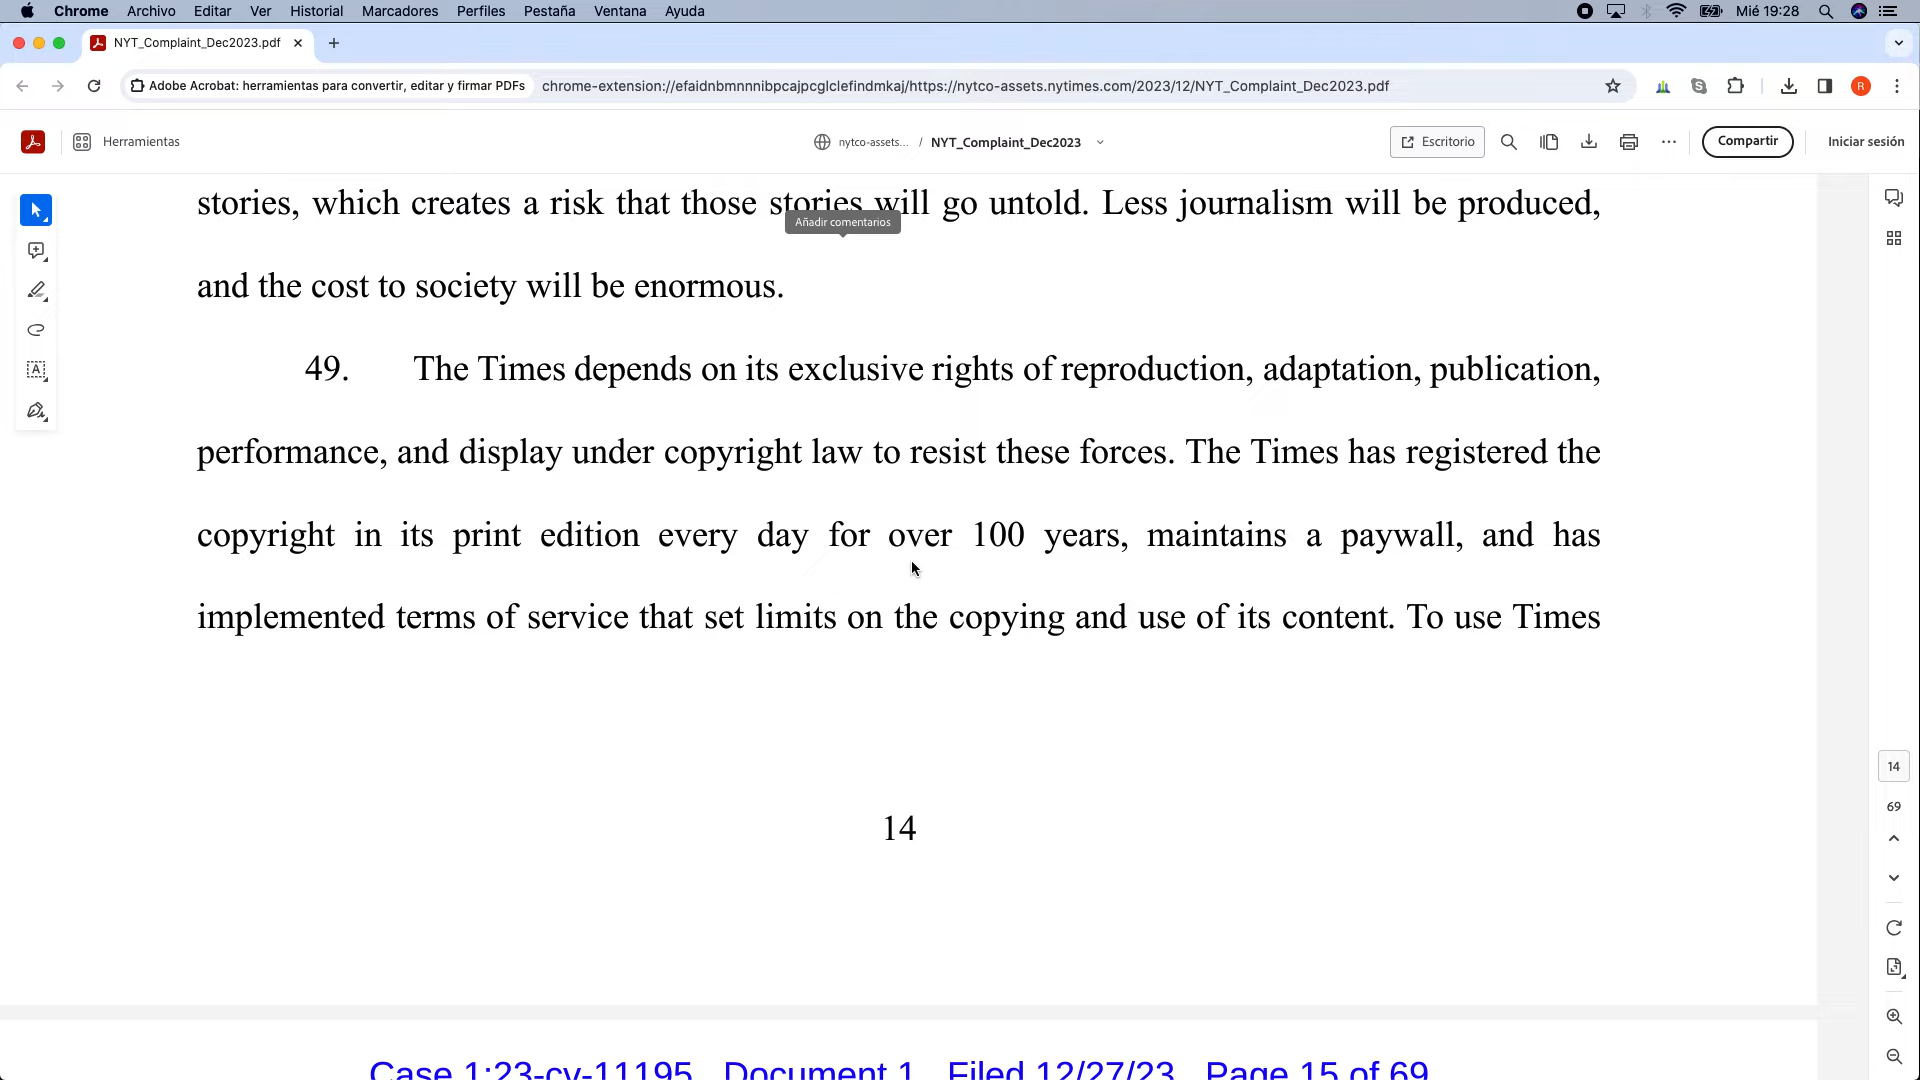 Chrome Archivo Editar Ver Historial Marcadores Perfiles Pestaña Ventana Ayuda Mié 19:28
NYT_Complaint_Dec2023.pdf
Adobe Acrobat: herramientas para convertir, editar y firmar PDFs chrome-extension://efaidnbmnnnibpcajpcglclefindmkaj/https://nytco-assets.nytimes.com/2023/12/NYT_Complaint_Dec2023.pdf R
Herramientas nytco-assets... / NYT_Complaint_Dec2023 Escritorio Compartir Iniciar sesión
stories, which creates a risk that those stories will go untold. Less journalism will be produced,
Añadir comentarios
and the cost to society will be enormous.
49. The Times depends on its exclusive rights of reproduction, adaptation, publication,
performance, and display under copyright law to resist these forces. The Times has registered the
copyright in its print edition every day for over 100 years, maintains a paywall, and has
implemented terms of service that set limits on the copying and use of its content. To use Times
14
69
14
Case 1:23-cv-11195 Document 1 Filed 12/27/23 Page 15 of 69